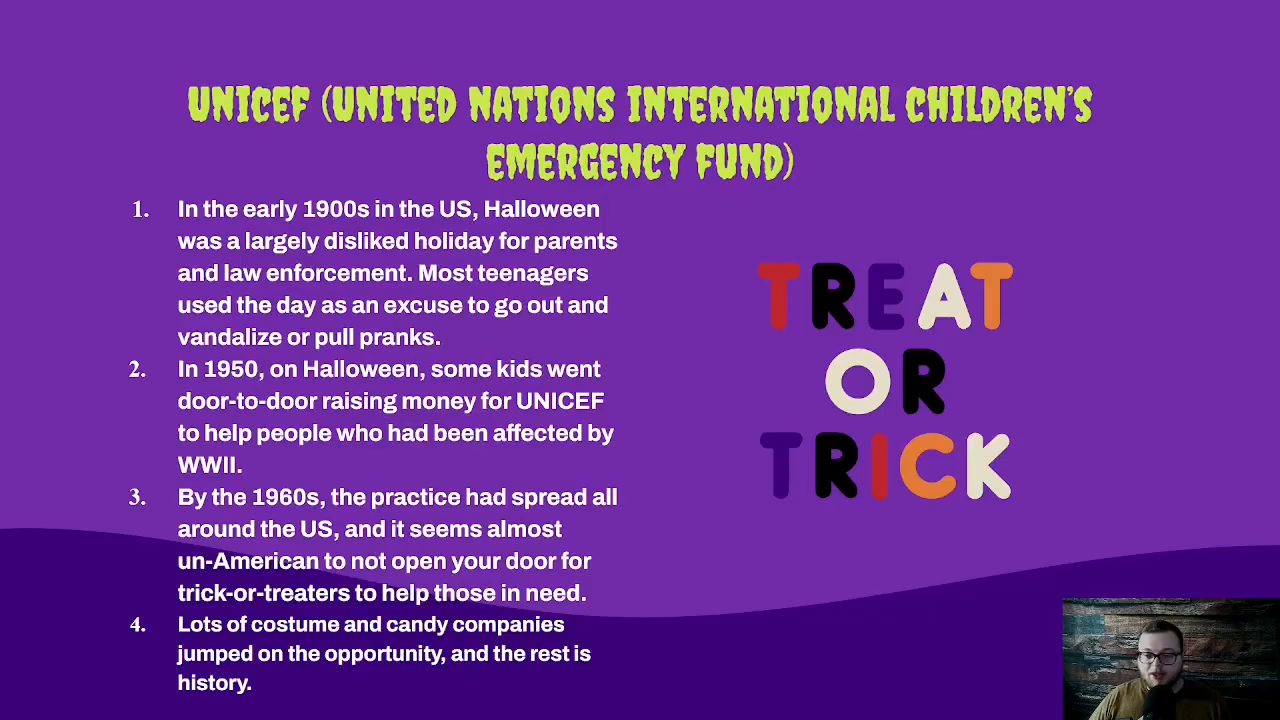 UNICEF (UNITED NATIONS INTERNATIONAL CHILDREN'S
EMERGENCY FUND)
1. In the early 1900s in the US, Halloween
was a largely disliked holiday for parents
and law enforcement. Most teenagers
used the day as an excuse to go out and
vandalize or pull pranks.
2. In 1950, on Halloween, some kids went
door-to-door raising money for UNICEF
to help people who had been affected by
WWII.
3. By the 1960s, the practice had spread all
around the US, and it seems almost
un-American to not open your door for
trick-or-treaters to help those in need.
4. Lots of costume and candy companies
jumped on the opportunity, and the rest is
history.
TREAT
OR
TRICK